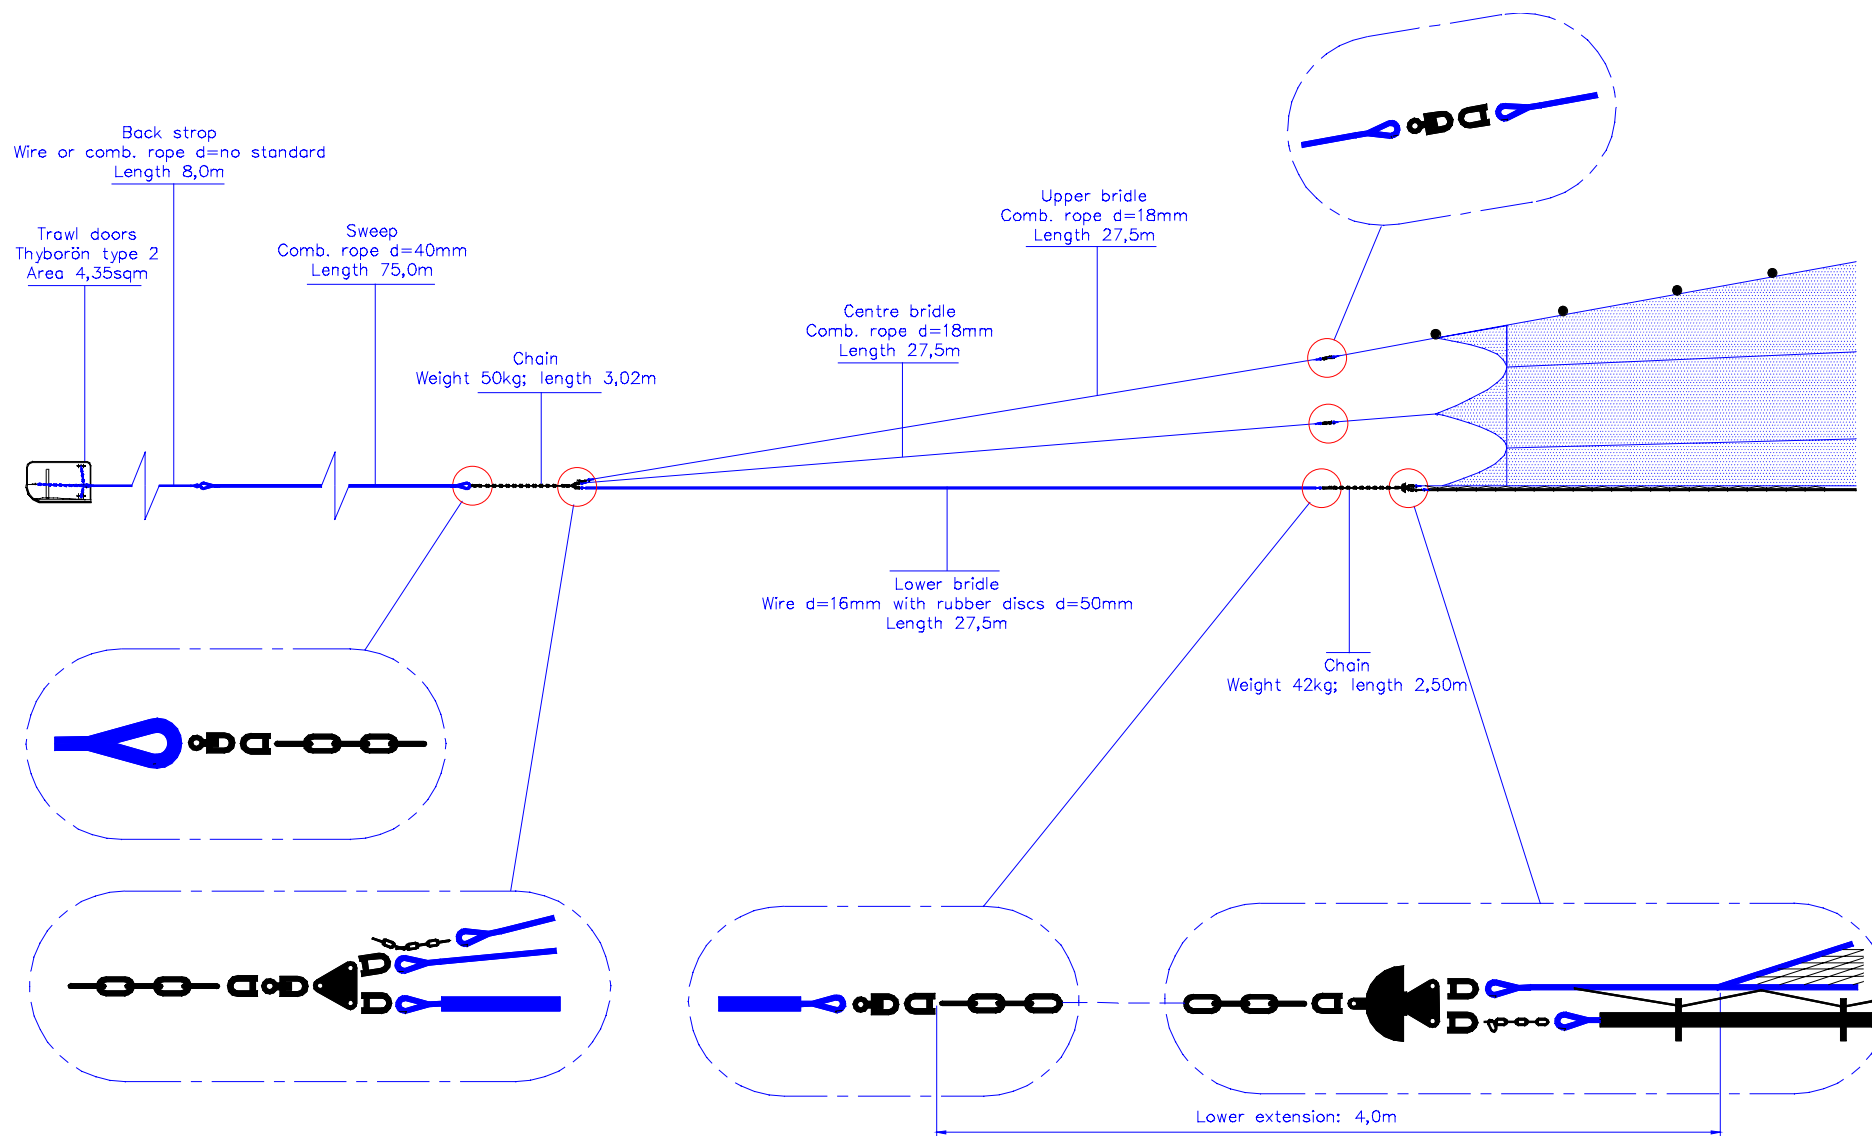 Back strop
Wire or comb. rope d=no standard
Length 8,0m
Trawl doors
Thyborön type 2
Area 4,35sqm
Sweep
Comb. rope d=40mm
Length 75,0m
Chain
Weight 50kg; length 3,02m
Centre bridle
Comb. rope d=18mm
Length 27,5m
Upper bridle
Comb. rope d=18mm
Length 27,5m
Lower bridle
Wire d=16mm with rubber discs d=50mm
Length 27,5m
Chain
Weight 42kg; length 2,50m
Lower extension: 4,0m